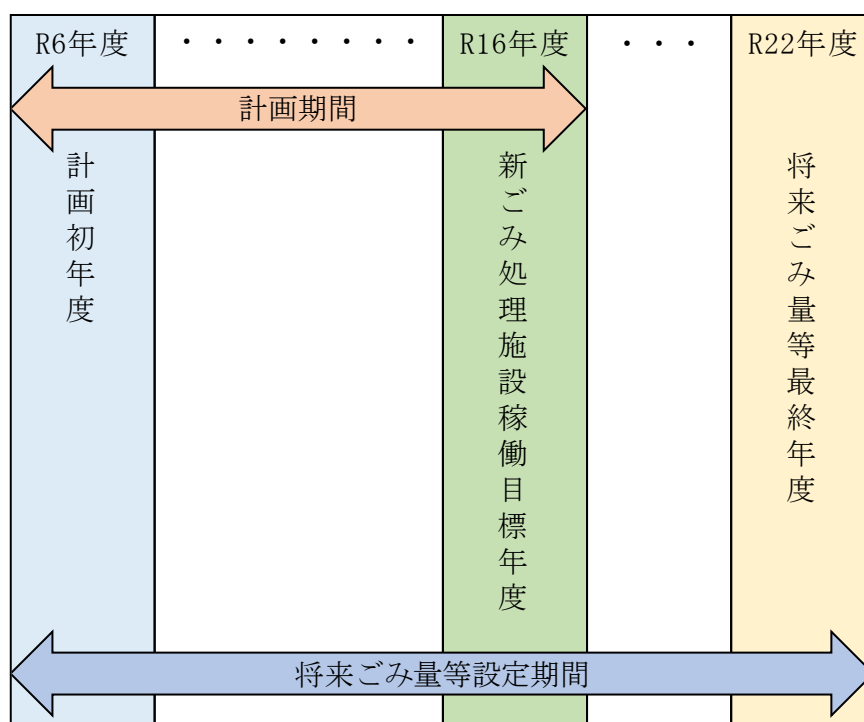 R6年度
・・・・・・・・
R16年度
・・・
R22年度
計画期間
計画初年度
新ごみ処理施設稼働目標年度
将来ごみ量等最終年度
将来ごみ量等設定期間